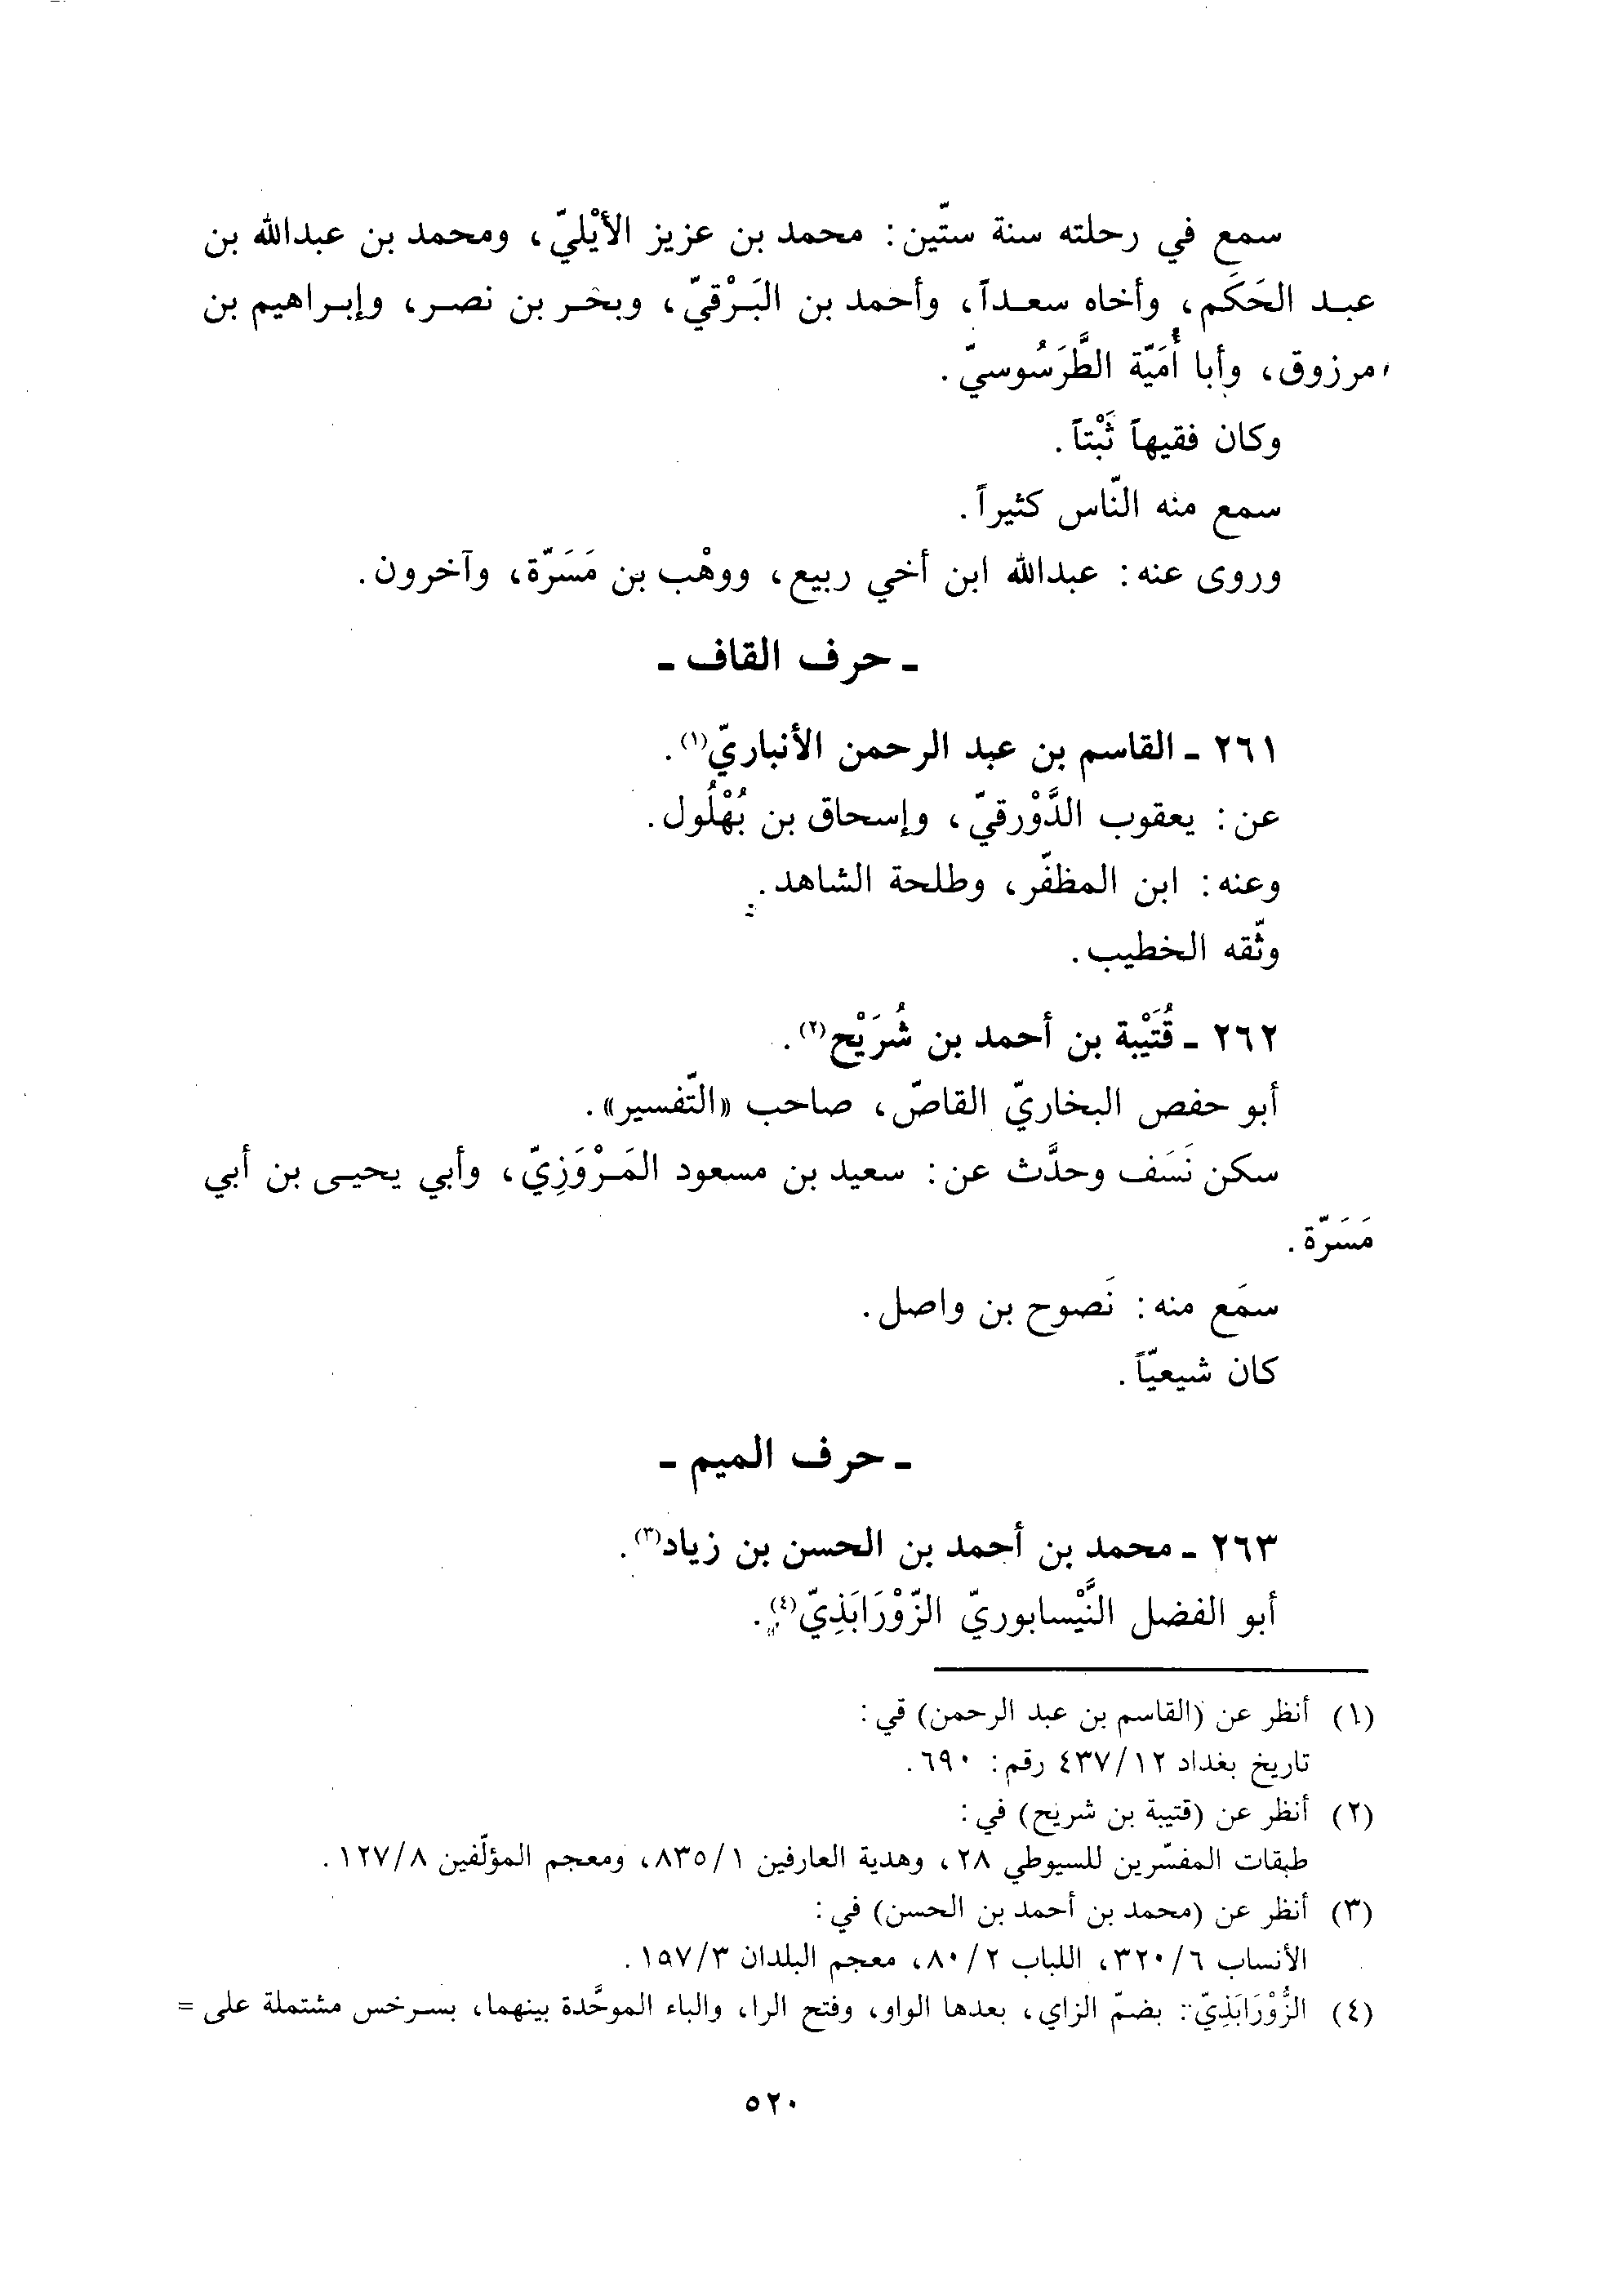 سمع في رحلته سنة ستّين: محمد بن عزيز الأيْليّ، ومحمد بن عبدالله بن
عبد الحَكَم، وأخاه سعداً، وأحمد بن البَرْقيّ، وبحْر بن نصر، وإبراهيم بن
مرزوق، وأبا أُمَيّة الطَّرَسُوسيّ.
وكان فقيهاً ثَبْتاً.
سمع منه النّاس كثيراً.
وروى عنه: عبدالله ابن أخي ربيع، ووهْب بن مَسَرّة، وآخرون.
ـ حرف القاف ـ
٢٦١ ـ القاسم بن عبد الرحمن الأنباريّ(١).
عن: يعقوب الدَّوْرقيّ، وإسحاق بن بُهْلُول.
وعنه: ابن المظفّر، وطلحة الشاهد.
وثّقه الخطيب.
٢٦٢ ـ قُتَيْبة بن أحمد بن شُرَيْح(٢).
أبو حفص البخاريّ القاصّ، صاحب «التّفسير».
سكن نَسَف وحدَّث عن: سعيد بن مسعود المَرْوَزِيّ، وأبي يحيى بن أبي
مَسَرّة.
سمَع منه: نَصوح بن واصل.
كان شيعيّاً.
ـ حرف الميم ـ
٢٦٣ ـ محمد بن أحمد بن الحسن بن زياد(٣).
أبو الفضل النَّيْسابوريّ الزّوْرَابَذِيّ(٤).
(١) أنظر عن (القاسم بن عبد الرحمن) قي:
تاريخ بغداد ٤٣٧/١٢ رقم: ٦٩٠.
(٢) أنظر عن (قتيبة بن شريح) في:
طبقات المفسّرين للسيوطي ٢٨، وهدية العارفين ٨٣٥/١، ومعجم المؤلّفين ١٢٧/٨.
(٣) أنظر عن (محمد بن أحمد بن الحسن) في:
الأنساب ٣٢٠/٦، اللباب ٨٠/٢، معجم البلدان ١٥٧/٣.
(٤) الزُّوْرَابَذِيّ: بضمّ الزاي، بعدها الواو، وفتح الرا، والباء الموحَّدة بينهما، بسرخس مشتملة على =
٥٢٠